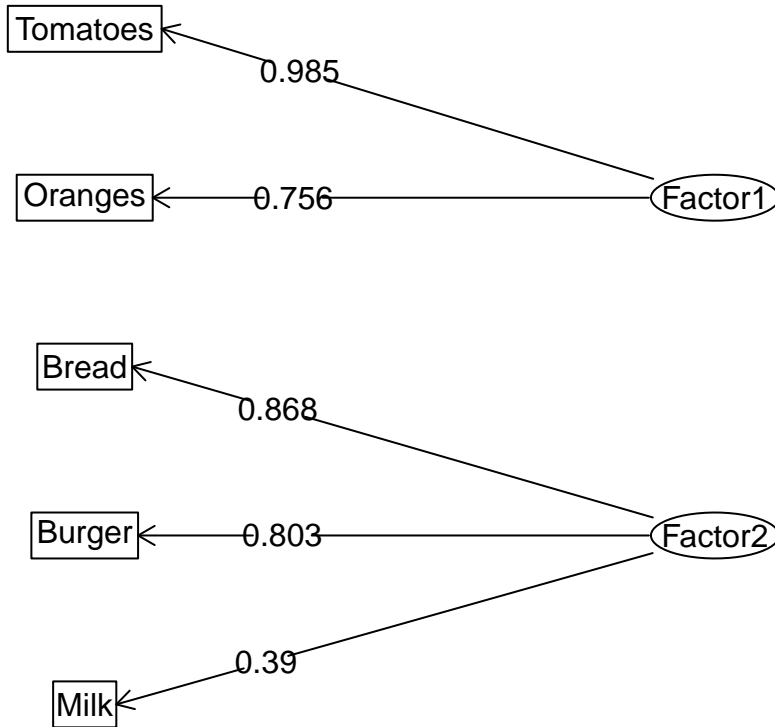 Tomatoes
0.985
Oranges
0.756
Factor1
Bread
0.868
Burger
0.803
Factor2
0.39
Milk